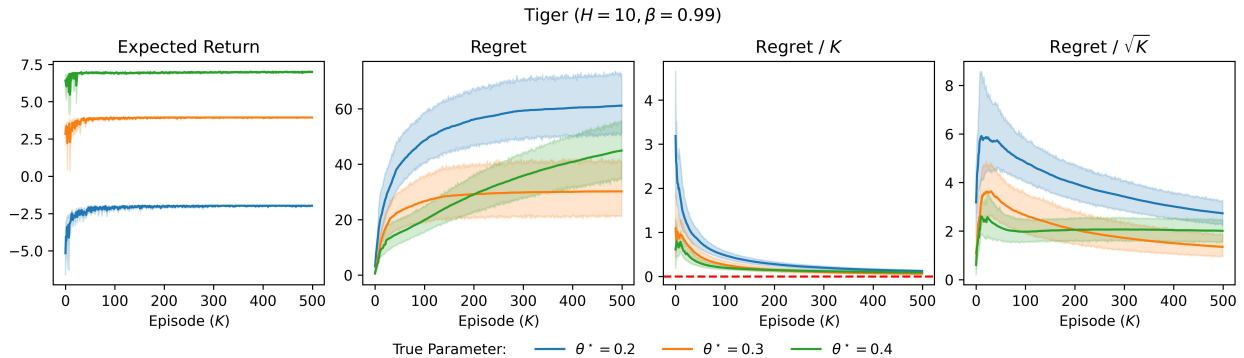 Tiger (H = 10, β = 0.99)
Expected Return
Regret
Regret / K
Regret / √K
7.5
5.0
2.5
0.0
−2.5
−5.0
0 100 200 300 400 500
Episode (K)
60
40
20
0
0 100 200 300 400 500
Episode (K)
4
3
2
1
0
0 100 200 300 400 500
Episode (K)
8
6
4
2
0
0 100 200 300 400 500
Episode (K)
True Parameter: θ⋆ = 0.2 θ⋆ = 0.3 θ⋆ = 0.4